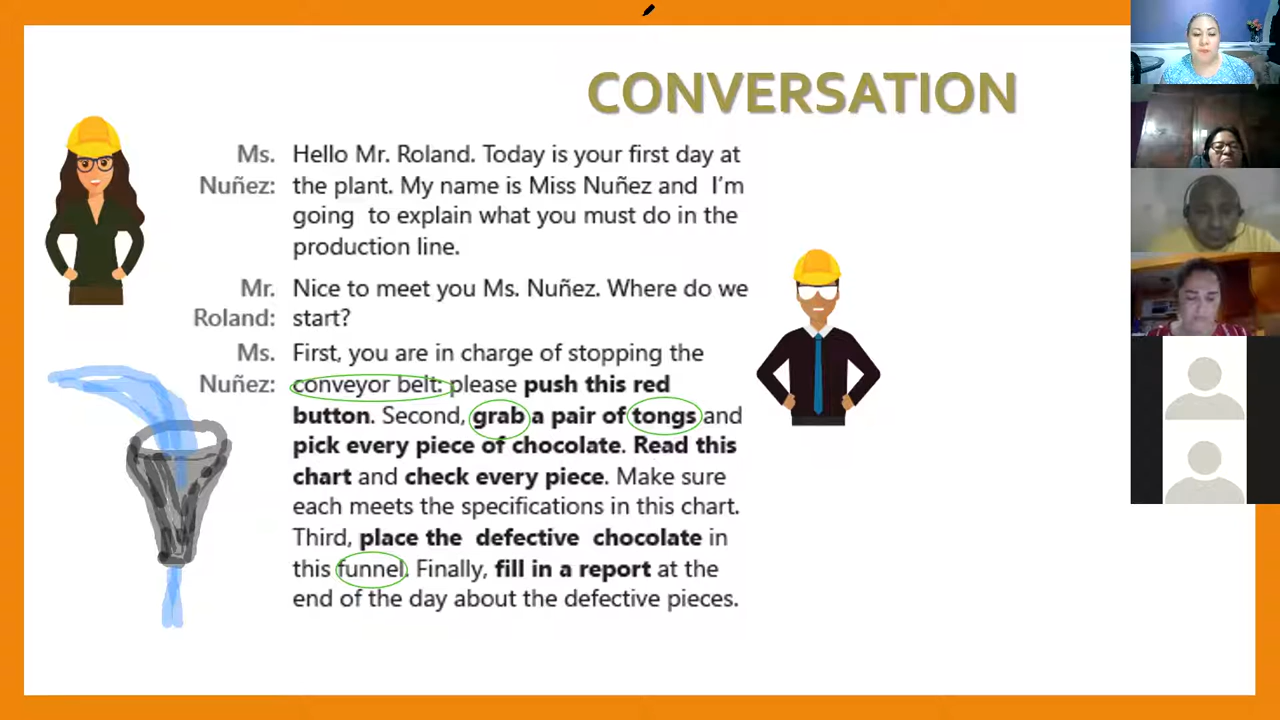 CONVERSATION
Ms. Hello Mr. Roland. Today is your first day at
Nuñez: the plant. My name is Miss Nuñez and I'm
going to explain what you must do in the
production line.
Mr. Nice to meet you Ms. Nuñez. Where do we
Roland: start?
Ms. First, you are in charge of stopping the
Nuñez: conveyor belt: please push this red
button. Second, grab a pair of tongs and
pick every piece of chocolate. Read this
chart and check every piece. Make sure
each meets the specifications in this chart.
Third, place the defective chocolate in
this funnel. Finally, fill in a report at the
end of the day about the defective pieces.